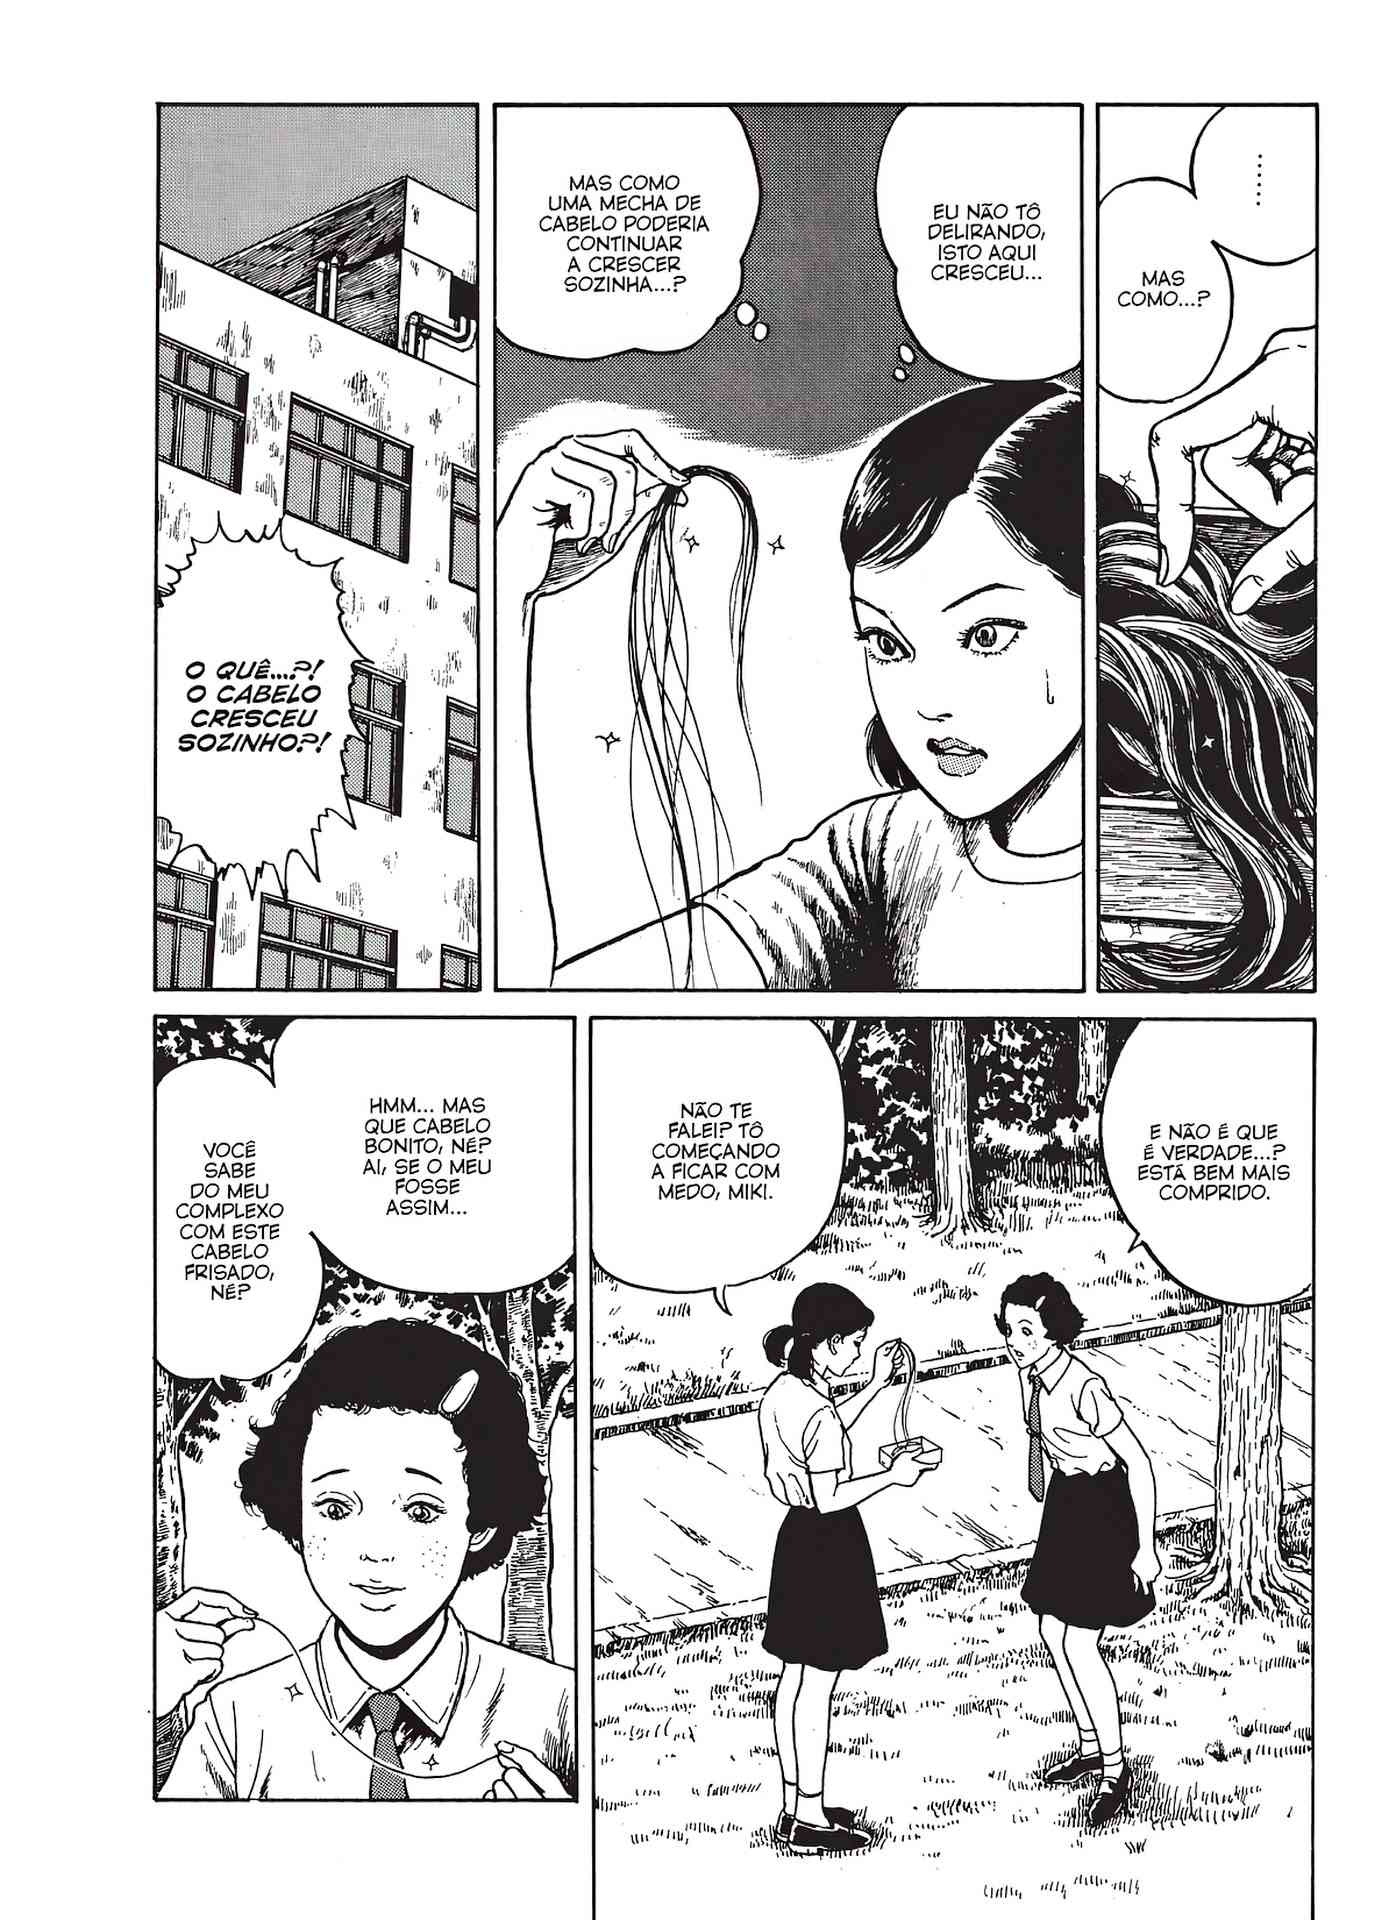 ......
MAS
COMO...?
EU NÃO TÔ
DELIRANDO,
ISTO AQUI
CRESCEU...
MAS COMO
UMA MECHA DE
CABELO PODERIA
CONTINUAR
A CRESCER
SOZINHA...?
O QUÊ...?!
O CABELO
CRESCEU
SOZINHO?!
E NÃO É QUE
É VERDADE...?
ESTÁ BEM MAIS
COMPRIDO.
NÃO TE
FALEI? TÔ
COMEÇANDO
A FICAR COM
MEDO, MIKI.
HMM... MAS
QUE CABELO
BONITO, NÉ?
AI, SE O MEU
FOSSE
ASSIM...
VOCÊ
SABE
DO MEU
COMPLEXO
COM ESTE
CABELO
FRISADO,
NÉ?